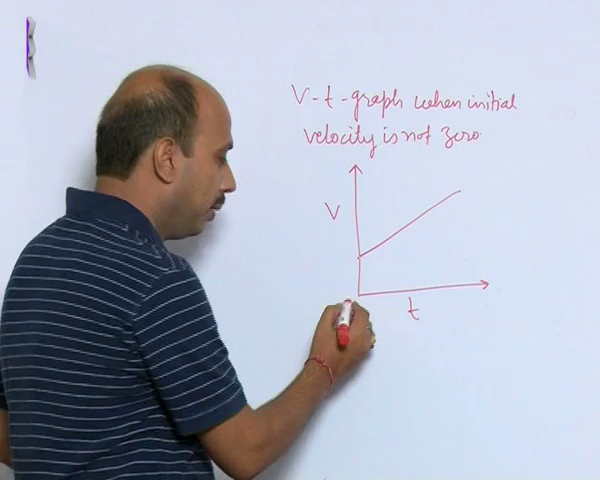 V-t-graph when initial
velocity is not zero.
V
t